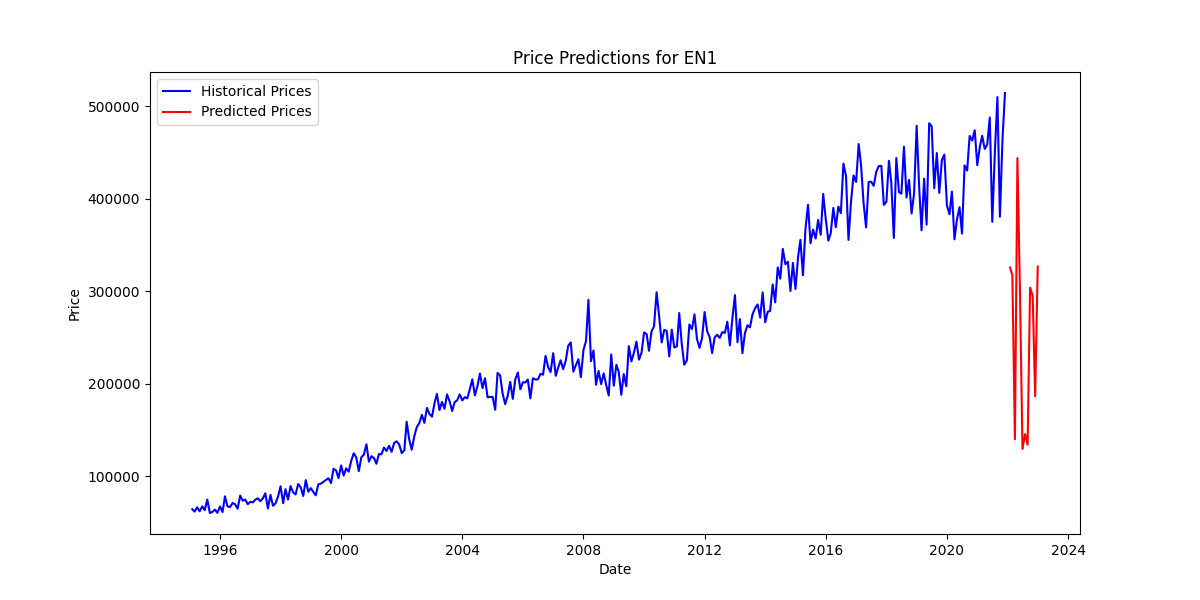 Price Predictions for EN1
Historical Prices
Predicted Prices
500000
400000
300000
200000
100000
Price
1996 2000 2004 2008 2012 2016 2020 2024
Date